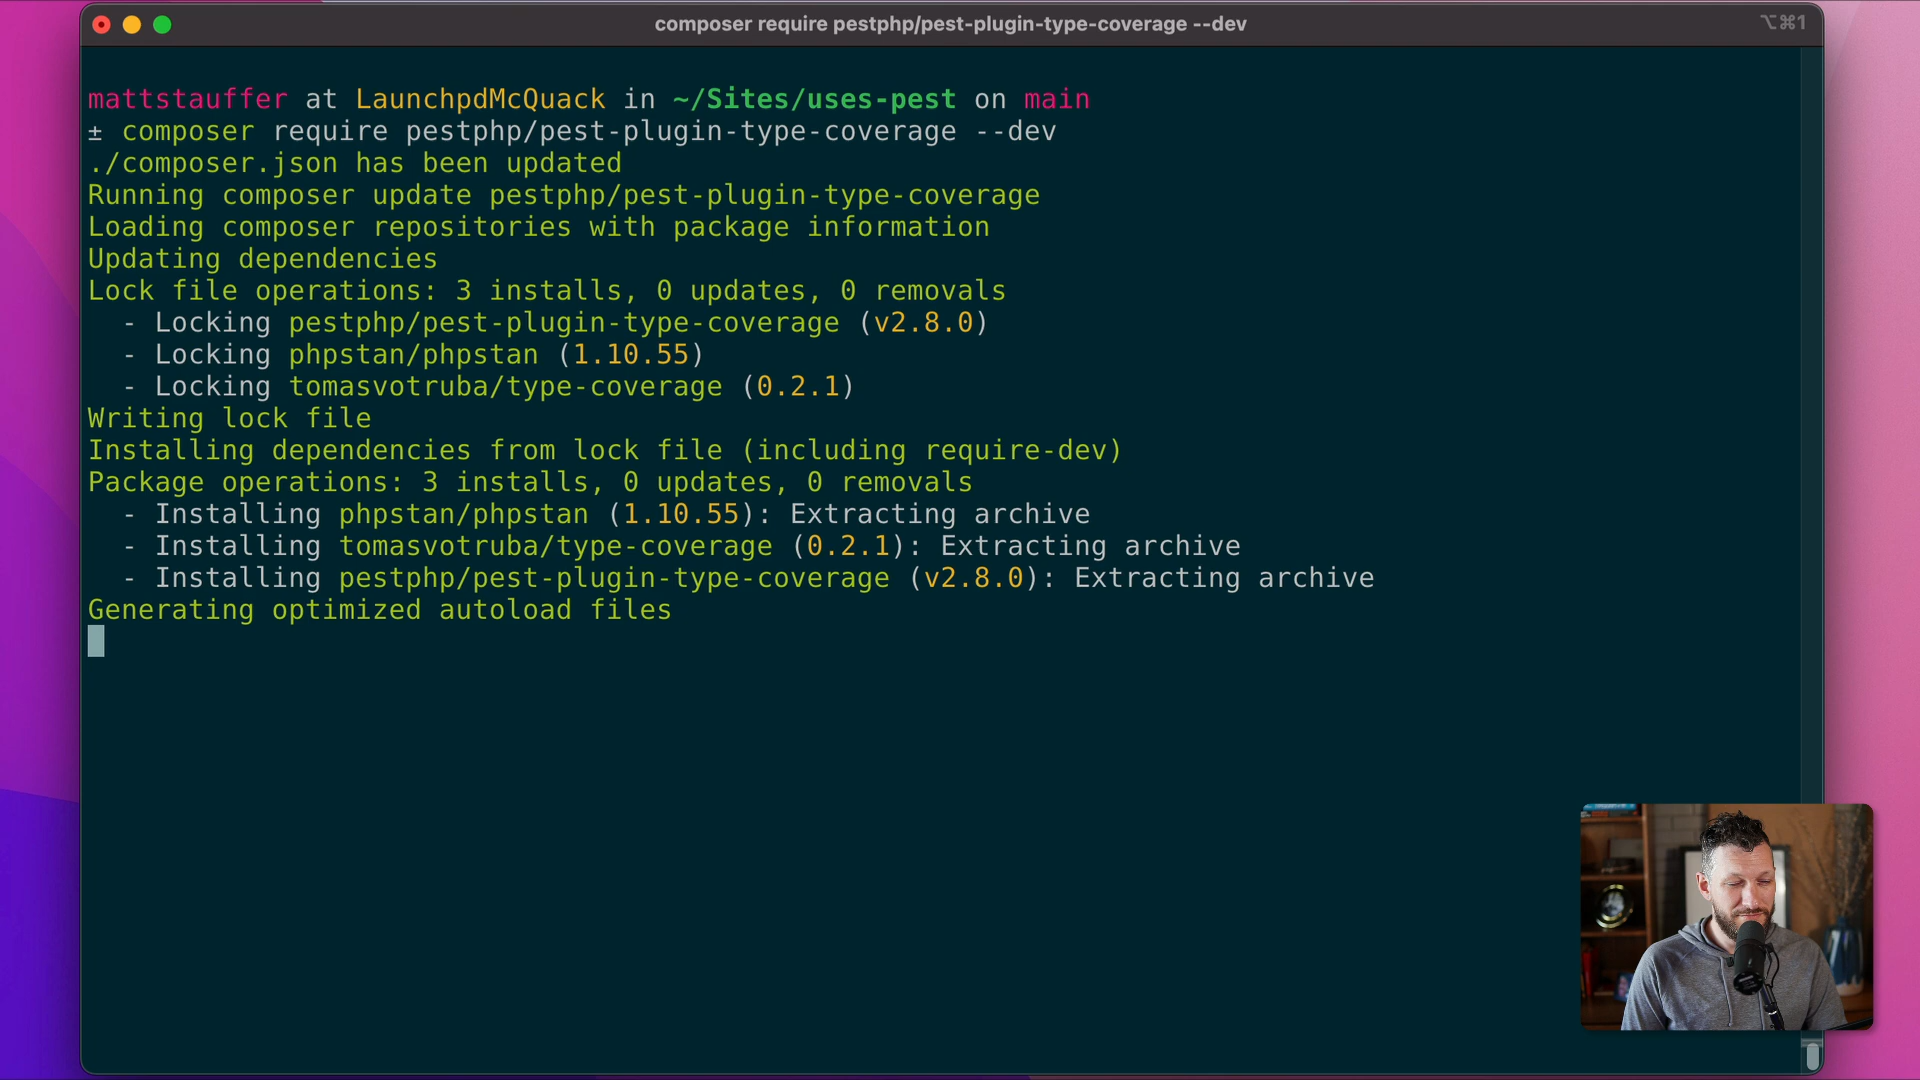 composer require pestphp/pest-plugin-type-coverage --dev
⌥⌘1
mattstauffer at LaunchpdMcQuack in ~/Sites/uses-pest on main
± composer require pestphp/pest-plugin-type-coverage --dev
./composer.json has been updated
Running composer update pestphp/pest-plugin-type-coverage
Loading composer repositories with package information
Updating dependencies
Lock file operations: 3 installs, 0 updates, 0 removals
  - Locking pestphp/pest-plugin-type-coverage (v2.8.0)
  - Locking phpstan/phpstan (1.10.55)
  - Locking tomasvotruba/type-coverage (0.2.1)
Writing lock file
Installing dependencies from lock file (including require-dev)
Package operations: 3 installs, 0 updates, 0 removals
  - Installing phpstan/phpstan (1.10.55): Extracting archive
  - Installing tomasvotruba/type-coverage (0.2.1): Extracting archive
  - Installing pestphp/pest-plugin-type-coverage (v2.8.0): Extracting archive
Generating optimized autoload files